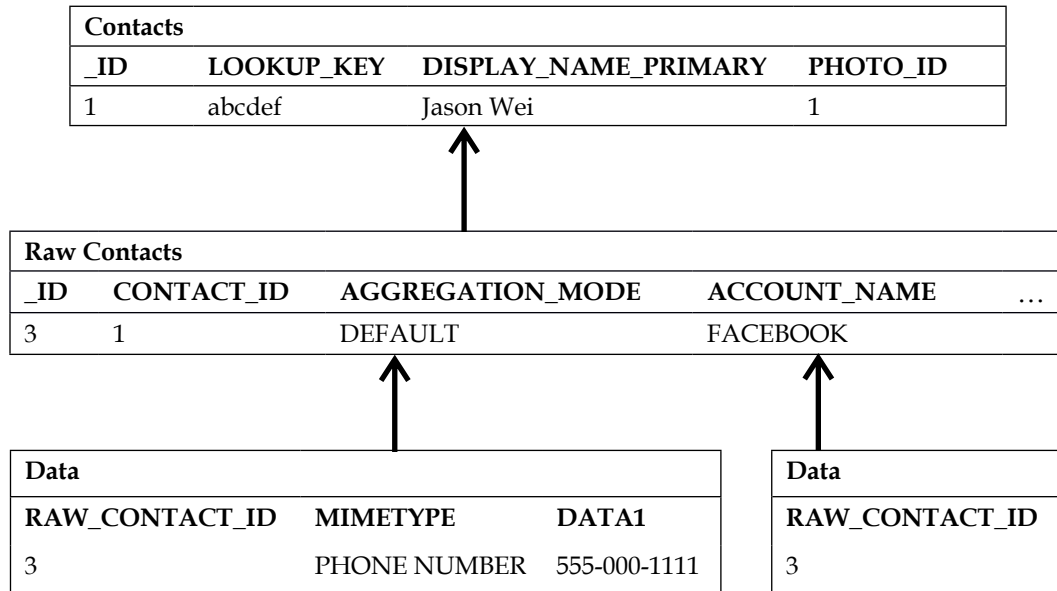 Contacts
_ID LOOKUP_KEY DISPLAY_NAME_PRIMARY PHOTO_ID
1 abcdef Jason Wei 1
Raw Contacts
_ID CONTACT_ID AGGREGATION_MODE ACCOUNT_NAME ...
3 1 DEFAULT FACEBOOK
Data
RAW_CONTACT_ID MIMETYPE DATA1
3 PHONE NUMBER 555-000-1111
Data
RAW_CONTACT_ID
3